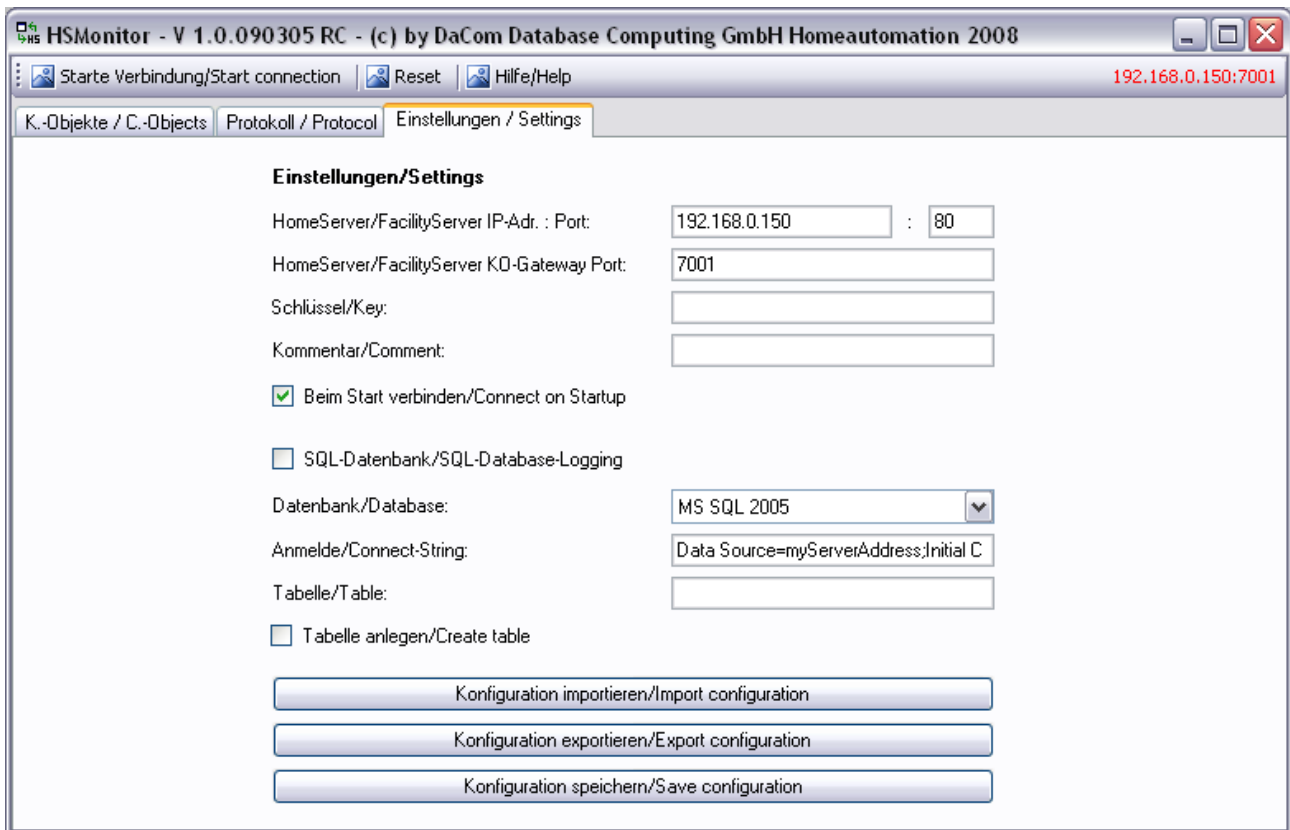 HSMonitor - V 1.0.090305 RC - (c) by DaCom Database Computing GmbH Homeautomation 2008
Starte Verbindung/Start connection Reset Hilfe/Help 192.168.0.150:7001
K.-Objekte / C.-Objects Protokoll / Protocol Einstellungen / Settings
Einstellungen/Settings
HomeServer/FacilityServer IP-Adr. : Port: 192.168.0.150 : 80
HomeServer/FacilityServer KO-Gateway Port: 7001
Schlüssel/Key:
Kommentar/Comment:
Beim Start verbinden/Connect on Startup
SQL-Datenbank/SQL-Database-Logging
Datenbank/Database: MS SQL 2005
Anmelde/Connect-String: Data Source=myServerAddress;Initial C
Tabelle/Table:
Tabelle anlegen/Create table
Konfiguration importieren/Import configuration
Konfiguration exportieren/Export configuration
Konfiguration speichern/Save configuration